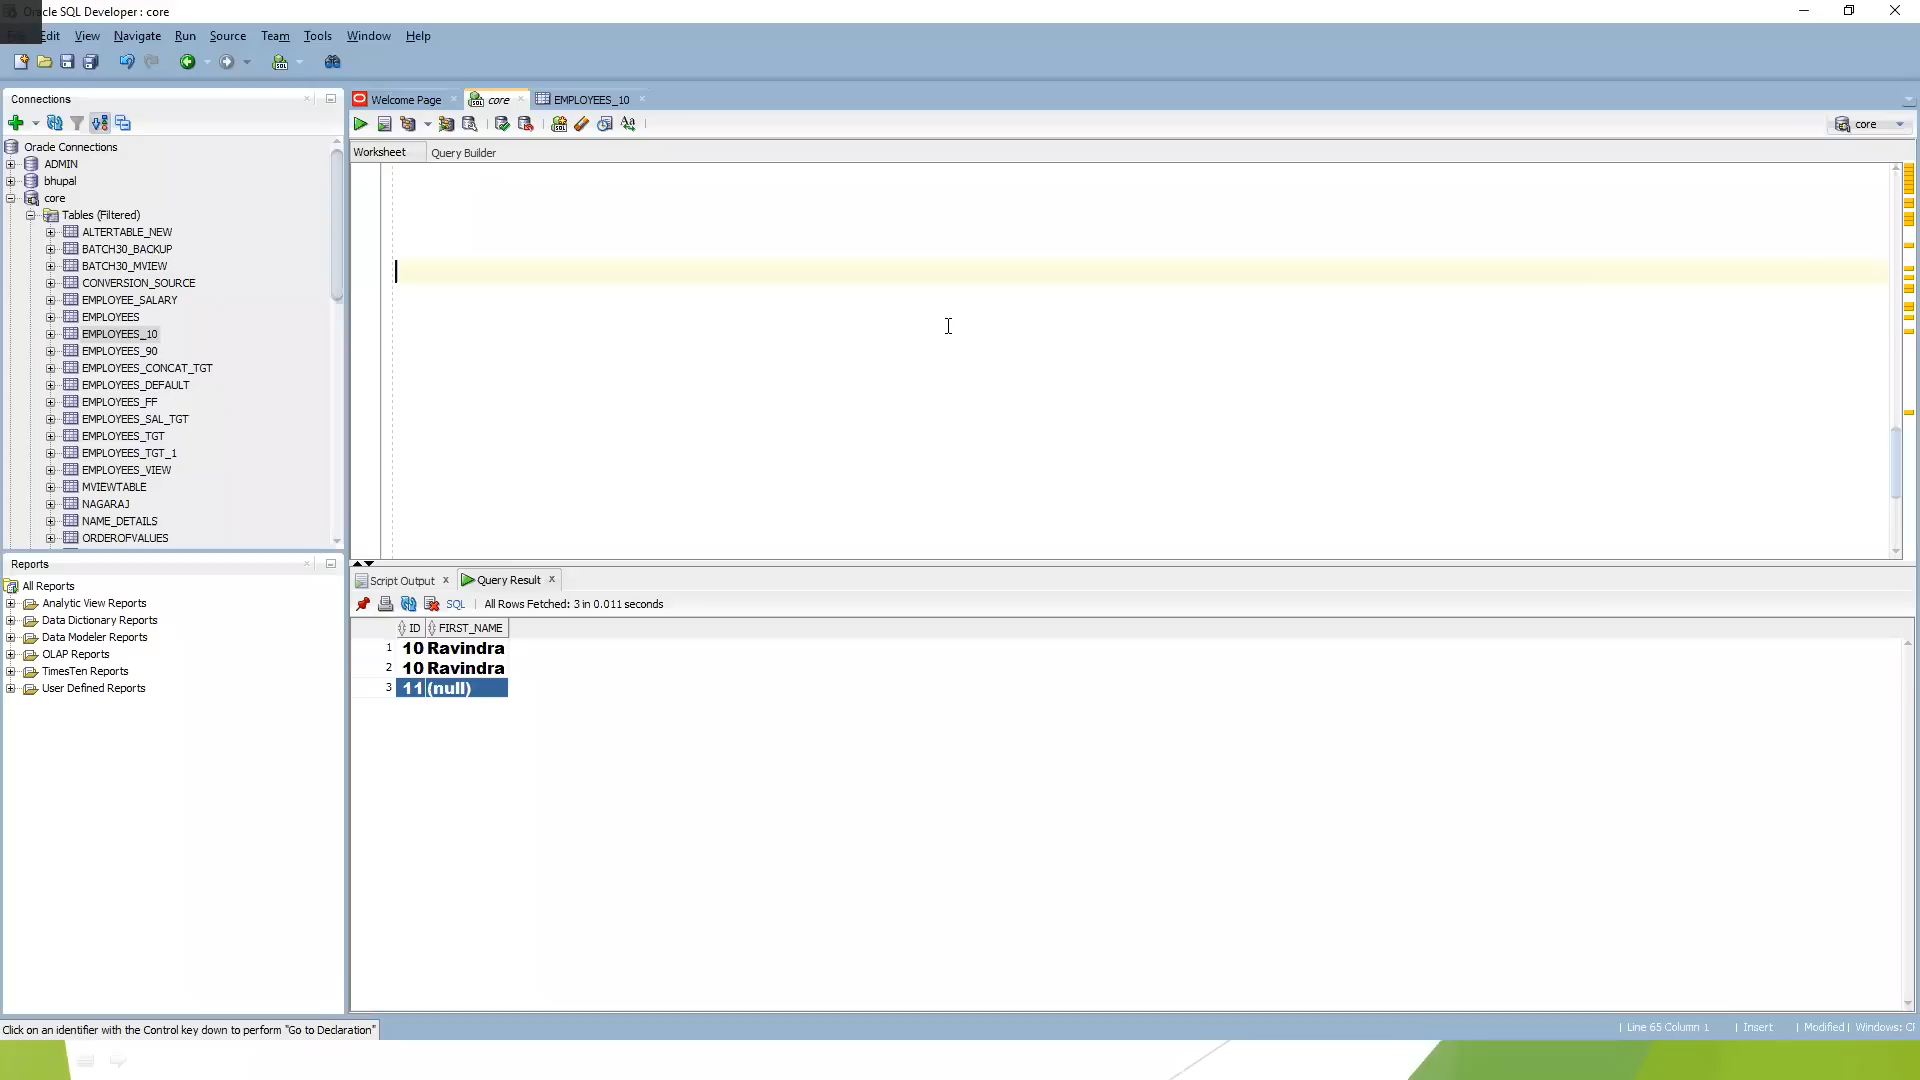 Oracle SQL Developer : core
Edit View Navigate Run Source Team Tools Window Help
Connections
Oracle Connections
ADMIN
bhupal
core
Tables (Filtered)
ALTERTABLE_NEW
BATCH30_BACKUP
BATCH30_MVIEW
CONVERSION_SOURCE
EMPLOYEE_SALARY
EMPLOYEES
EMPLOYEES_10
EMPLOYEES_90
EMPLOYEES_CONCAT_TGT
EMPLOYEES_DEFAULT
EMPLOYEES_FF
EMPLOYEES_SAL_TGT
EMPLOYEES_TGT
EMPLOYEES_TGT_1
EMPLOYEES_VIEW
MVIEWTABLE
NAGARAJ
NAME_DETAILS
ORDEROFVALUES
Reports
All Reports
Analytic View Reports
Data Dictionary Reports
Data Modeler Reports
OLAP Reports
TimesTen Reports
User Defined Reports
Welcome Page core EMPLOYEES_10
core
Worksheet Query Builder
Script Output Query Result
SQL All Rows Fetched: 3 in 0.011 seconds
ID FIRST_NAME
1 10 Ravindra
2 10 Ravindra
3 11 (null)
Click on an identifier with the Control key down to perform "Go to Declaration"
Line 65 Column 1 Insert Modified Windows: CF